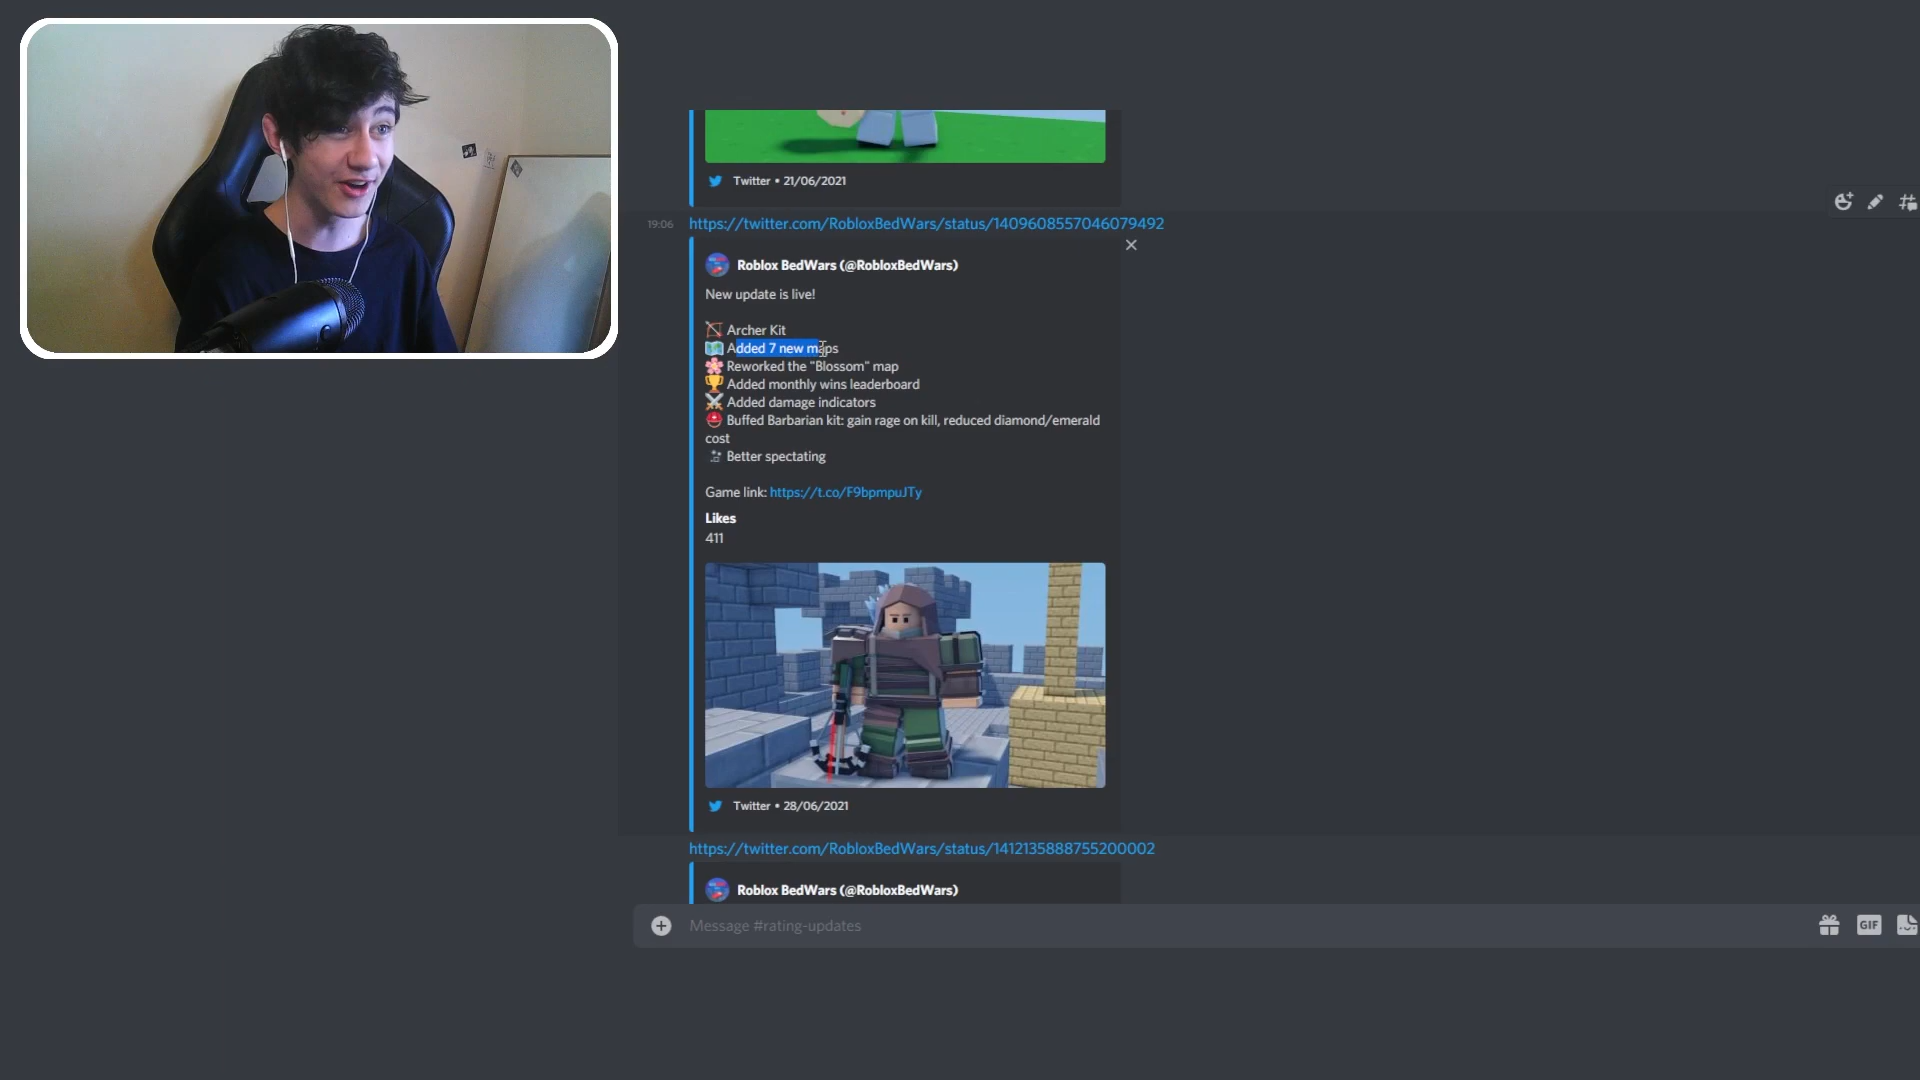 Twitter • 21/06/2021
19:06
https://twitter.com/RobloxBedWars/status/1409608557046079492
Roblox BedWars (@RobloxBedWars)
New update is live!
Archer Kit
Added 7 new maps
Reworked the "Blossom" map
Added monthly wins leaderboard
Added damage indicators
Buffed Barbarian kit: gain rage on kill, reduced diamond/emerald
cost
Better spectating
Game link: https://t.co/F9bpmpuJTy
Likes
411
Twitter • 28/06/2021
https://twitter.com/RobloxBedWars/status/1412135888755200002
Roblox BedWars (@RobloxBedWars)
Message #rating-updates
GIF